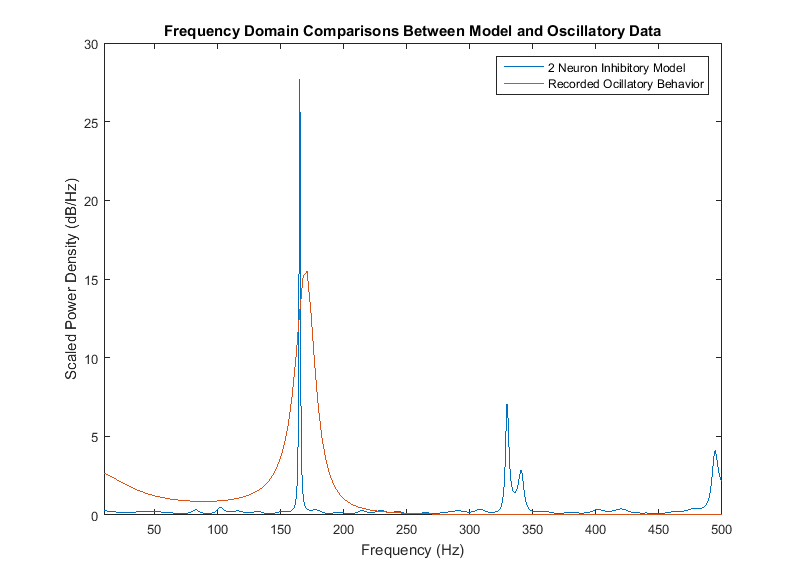 Frequency Domain Comparisons Between Model and Oscillatory Data
30
25
20
15
10
5
0
Scaled Power Density (dB/Hz)
2 Neuron Inhibitory Model
Recorded Ocillatory Behavior
50 100 150 200 250 300 350 400 450 500
Frequency (Hz)